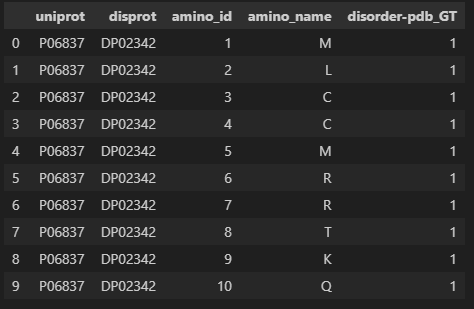 uniprot disprot amino_id amino_name disorder-pdb_GT
0 P06837 DP02342 1 M 1
1 P06837 DP02342 2 L 1
2 P06837 DP02342 3 C 1
3 P06837 DP02342 4 C 1
4 P06837 DP02342 5 M 1
5 P06837 DP02342 6 R 1
6 P06837 DP02342 7 R 1
7 P06837 DP02342 8 T 1
8 P06837 DP02342 9 K 1
9 P06837 DP02342 10 Q 1